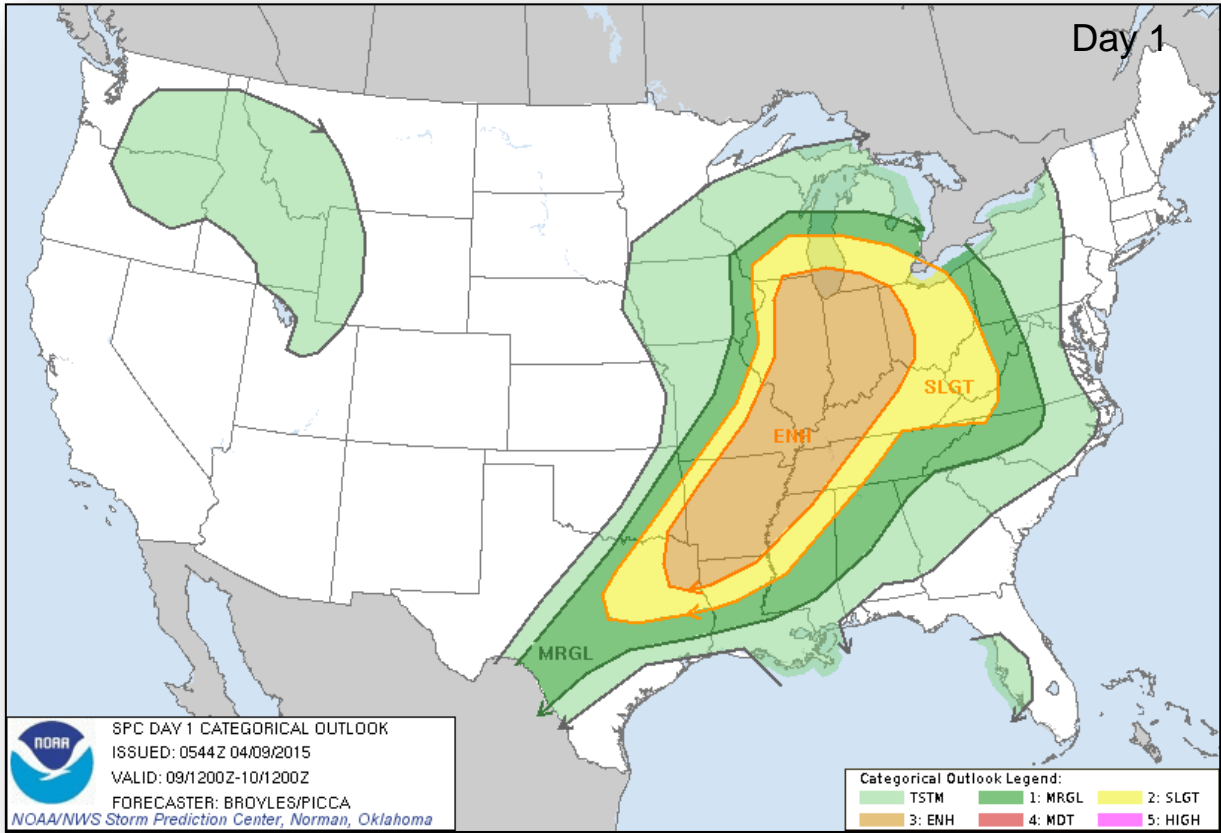 Day 1
SLGT
ENH
MRGL
NOAA
SPC DAY 1 CATEGORICAL OUTLOOK
ISSUED: 0544Z 04/09/2015
VALID: 09/1200Z-10/1200Z
FORECASTER: BROYLES/PICCA
NOAA/NWS Storm Prediction Center, Norman, Oklahoma
Categorical Outlook Legend:
TSTM 1: MRGL 2: SLGT
3: ENH 4: MDT 5: HIGH